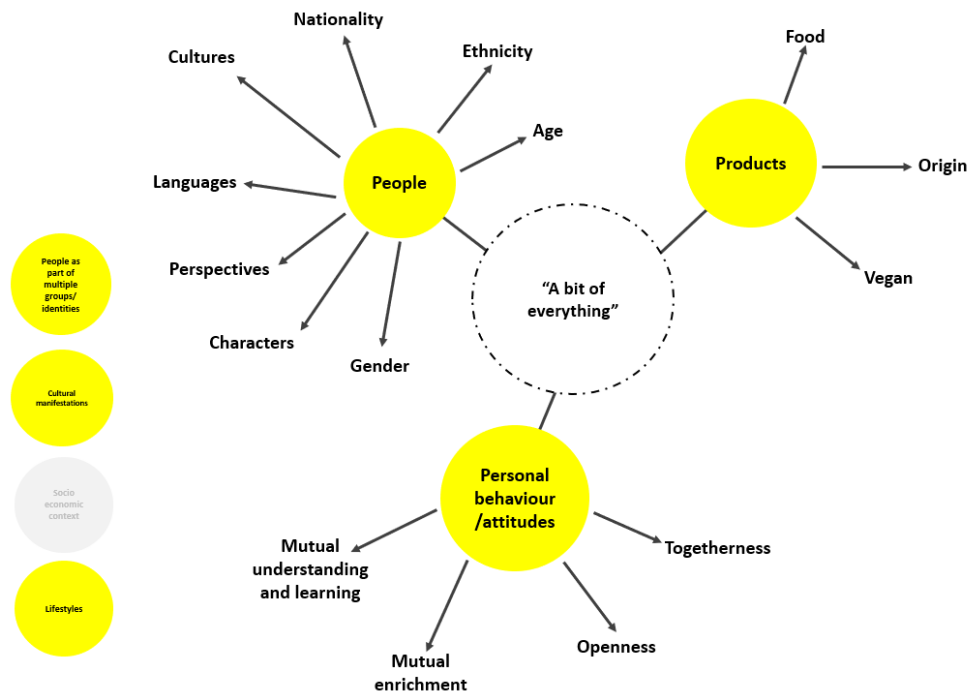 Nationality
Cultures
Ethnicity
Food
Age
Products
Origin
People
Languages
Perspectives
Vegan
Characters
Gender
"A bit of
everything"
People as
part of
multiple
groups/
identities
Cultural
manifestations
Socio
economic
context
Lifestyles
Personal
behaviour
/attitudes
Mutual
understanding
and learning
Togetherness
Openness
Mutual
enrichment